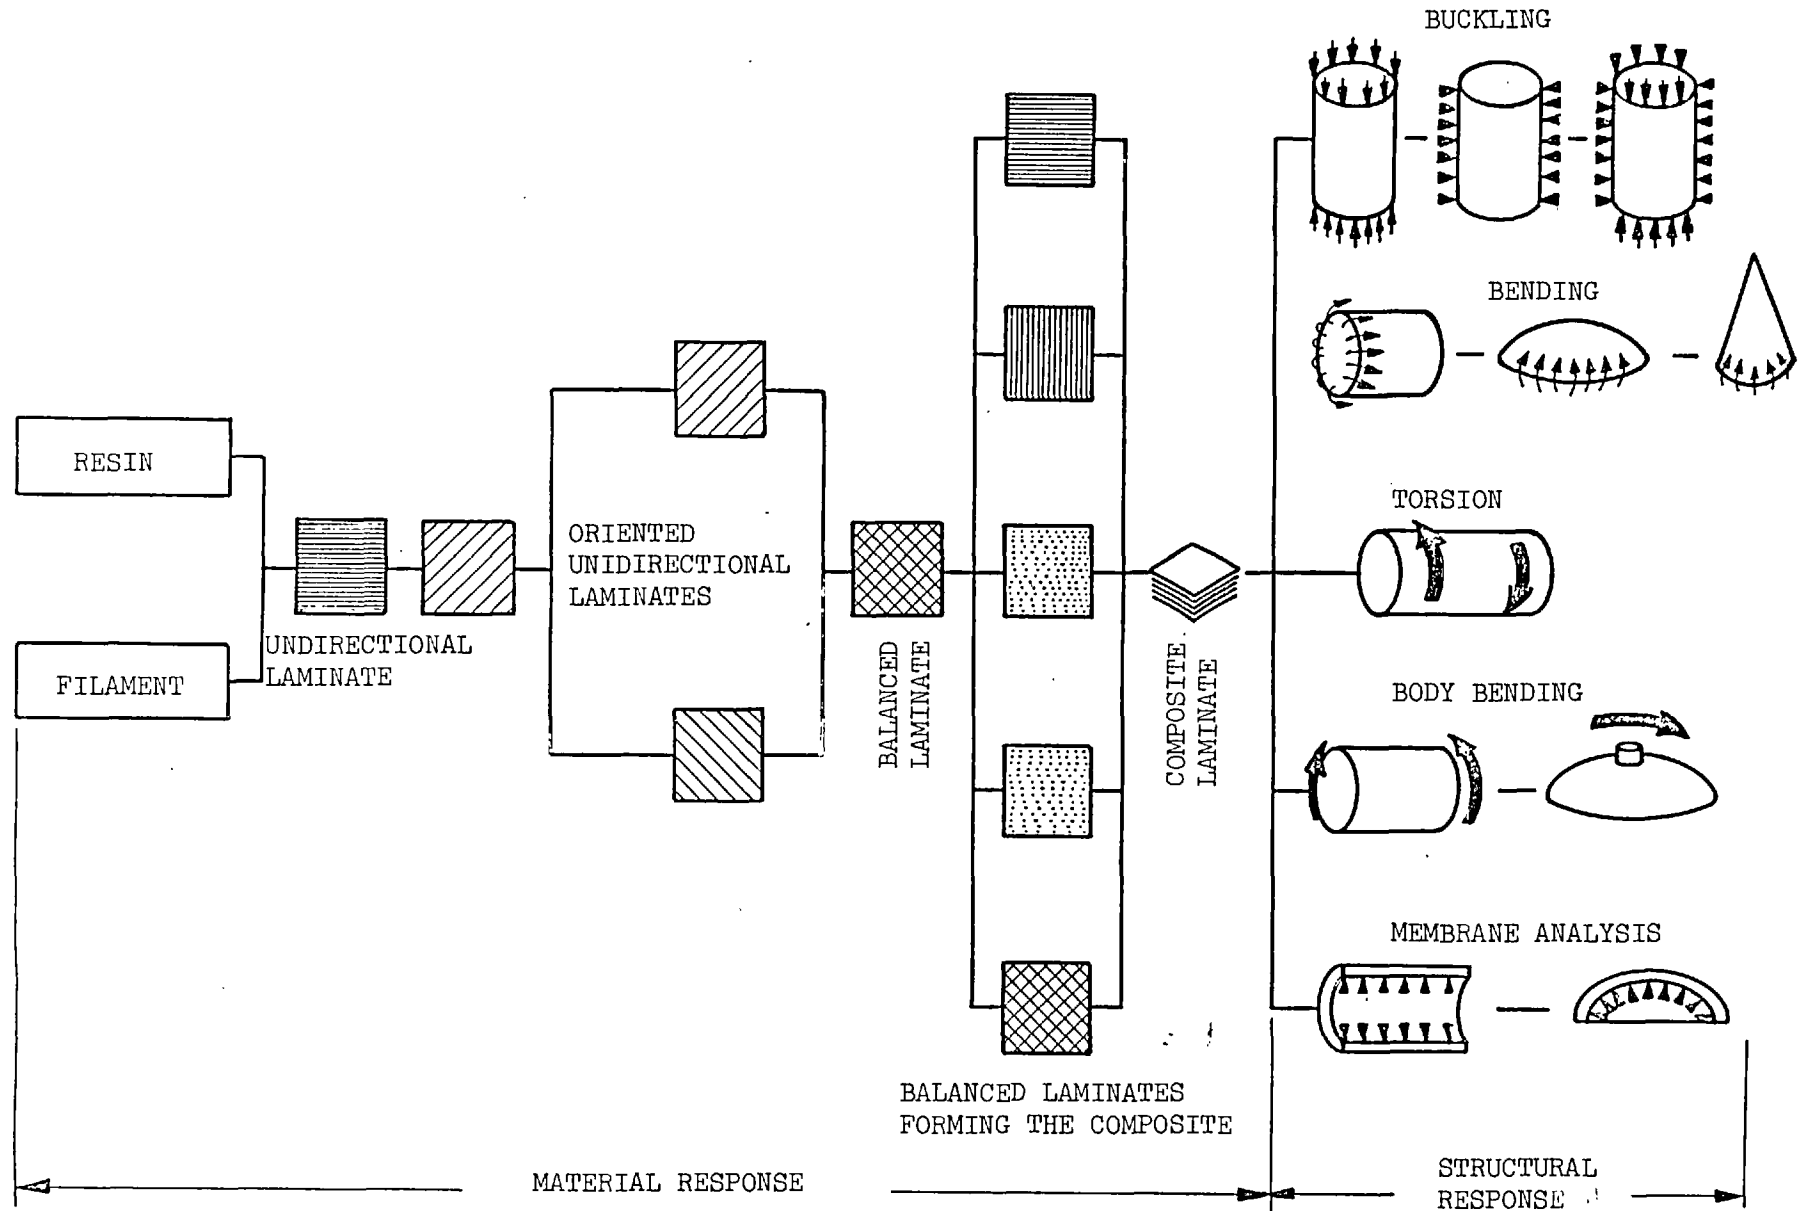 BUCKLING
BENDING
RESIN
TORSION
ORIENTED
UNIDIRECTIONAL
LAMINATES
UNDIRECTIONAL
LAMINATE
FILAMENT
BALANCED
LAMINATE
COMPOSITE
LAMINATE
BODY BENDING
MEMBRANE ANALYSIS
BALANCED LAMINATES
FORMING THE COMPOSITE
MATERIAL RESPONSE
STRUCTURAL
RESPONSE